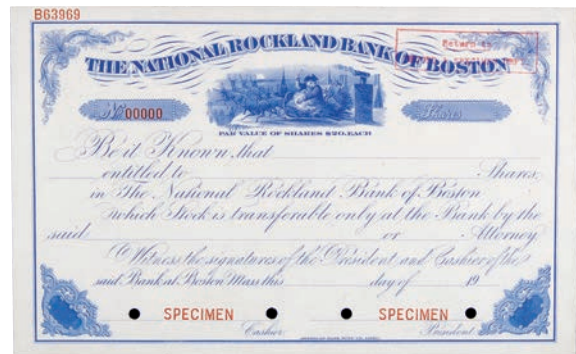 B63969
Return to
THE NATIONAL ROCKLAND BANK OF BOSTON
No 00000
Shares
PAR VALUE OF SHARES $20. EACH
Be it Known that
entitled to Shares,
in The National Rockland Bank of Boston
which Stock is transferable only at the Bank by the
said or Attorney
Witness the signatures of the President and Cashier of the
said Bank at Boston Mass this day of 19
SPECIMEN SPECIMEN
Cashier. President